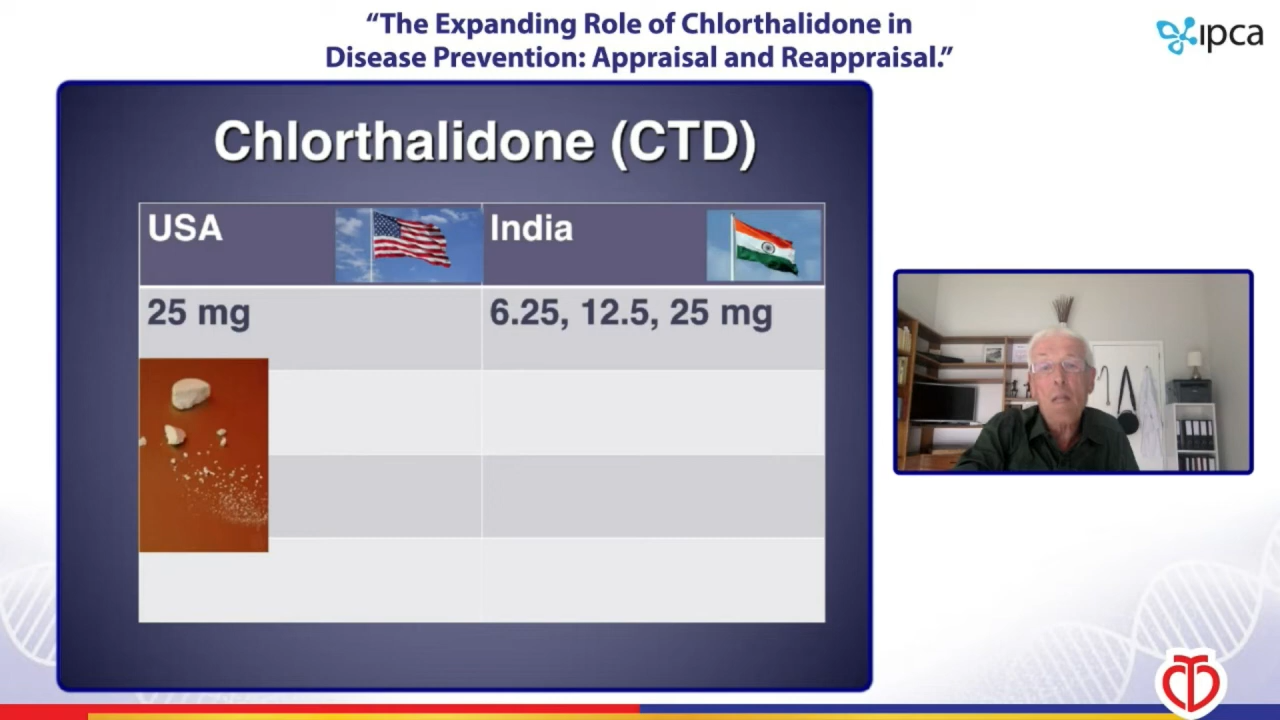 “The Expanding Role of Chlorthalidone in
Disease Prevention: Appraisal and Reappraisal.”
ipca
Chlorthalidone (CTD)
USA
India
25 mg
6.25, 12.5, 25 mg